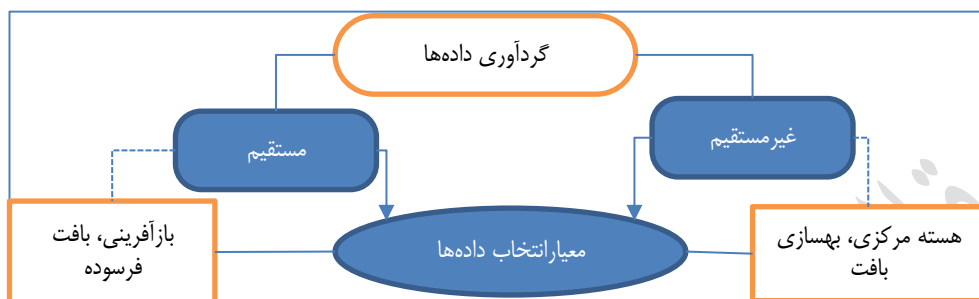 گردآوری داده‌ها
غیرمستقیم
مستقیم
هسته مرکزی، بهسازی
بافت
معیارانتخاب داده‌ها
بازآفرینی، بافت
فرسوده